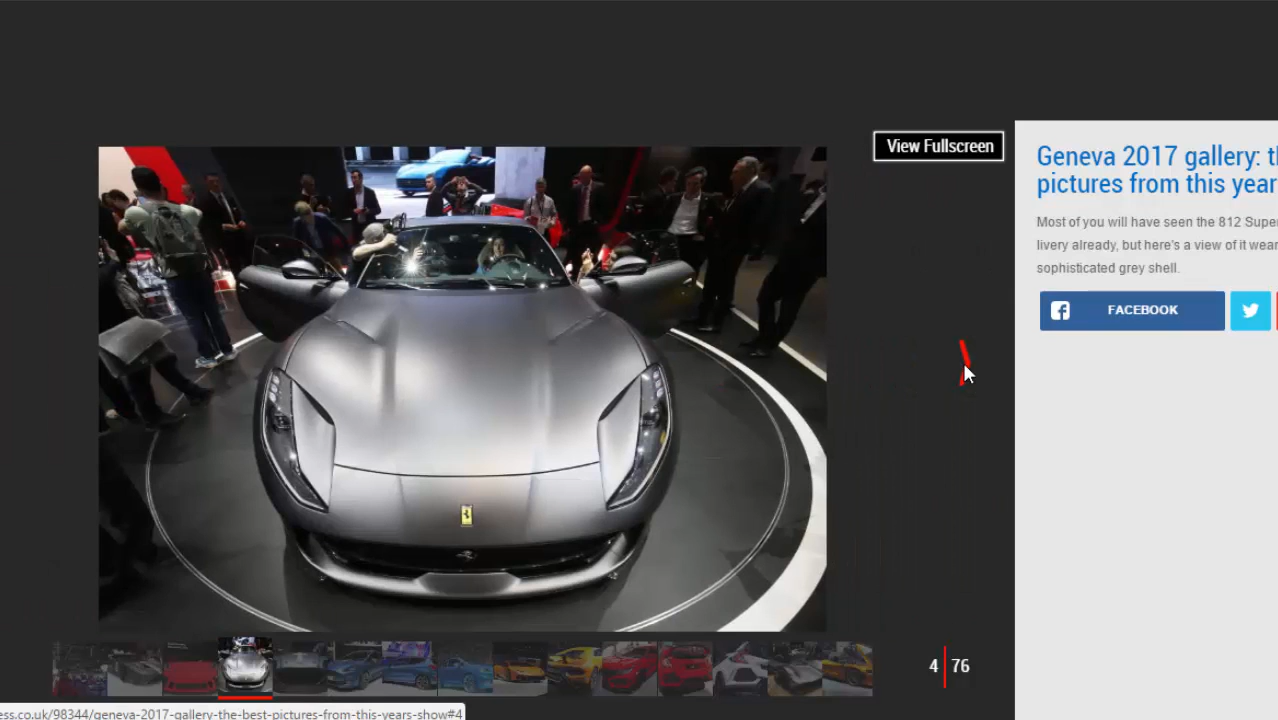 View Fullscreen
Geneva 2017 gallery: t
pictures from this year
Most of you will have seen the 812 Supe
livery already, but here's a view of it wear
sophisticated grey shell.
FACEBOOK
4 76
ess.co.uk/98344/geneva-2017-gallery-the-best-pictures-from-this-years-show#4